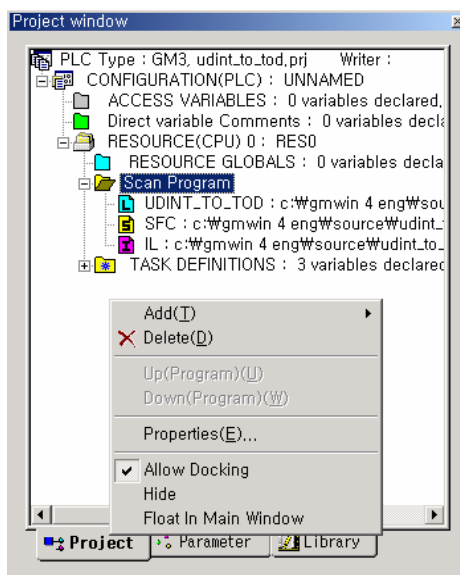 Project window
PLC Type : GM3, udint_to_tod,prj Writer :
CONFIGURATION(PLC) : UNNAMED
ACCESS VARIABLES : 0 variables declared,
Direct variable Comments : 0 variables decla
RESOURCE(CPU) 0 : RES0
RESOURCE GLOBALS : 0 variables decla
Scan Program
L UDINT_TO_TOD : c:₩gmwin 4 eng₩sou
S SFC : c:₩gmwin 4 eng₩source₩udint_
I IL : c:₩gmwin 4 eng₩source₩udint_to_
TASK DEFINITIONS : 3 variables declared
Add(T)
Delete(D)
Up(Program)(U)
Down(Program)(W)
Properties(E)...
Allow Docking
Hide
Float In Main Window
Project Parameter Library